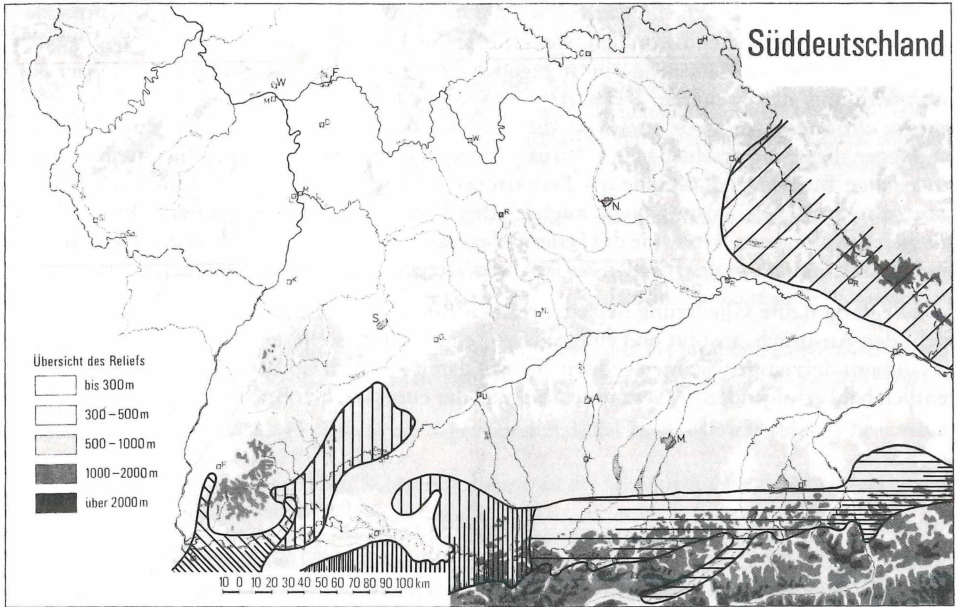 Süddeutschland
P.
C
W
F
M
D
W
W
M
N.
R
S
Sa
K
R
R
S
G.
N.
P
U
A.
M.
F
L
T
K
Übersicht des Reliefs
bis 300 m
300 – 500 m
500 – 1000 m
1000 – 2000 m
über 2000 m
10 0 10 20 30 40 50 60 70 80 90 100 km